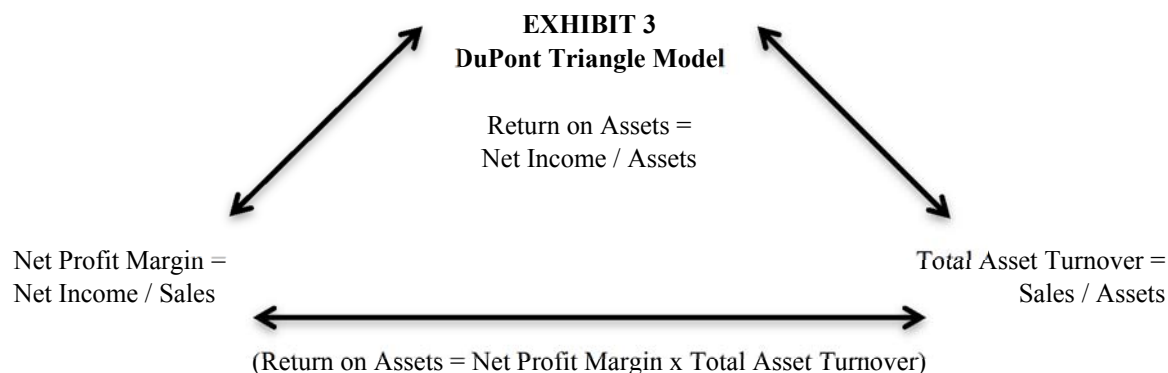 EXHIBIT 3
DuPont Triangle Model
Return on Assets =
Net Income / Assets
Net Profit Margin =
Net Income / Sales
Total Asset Turnover =
Sales / Assets
(Return on Assets = Net Profit Margin x Total Asset Turnover)